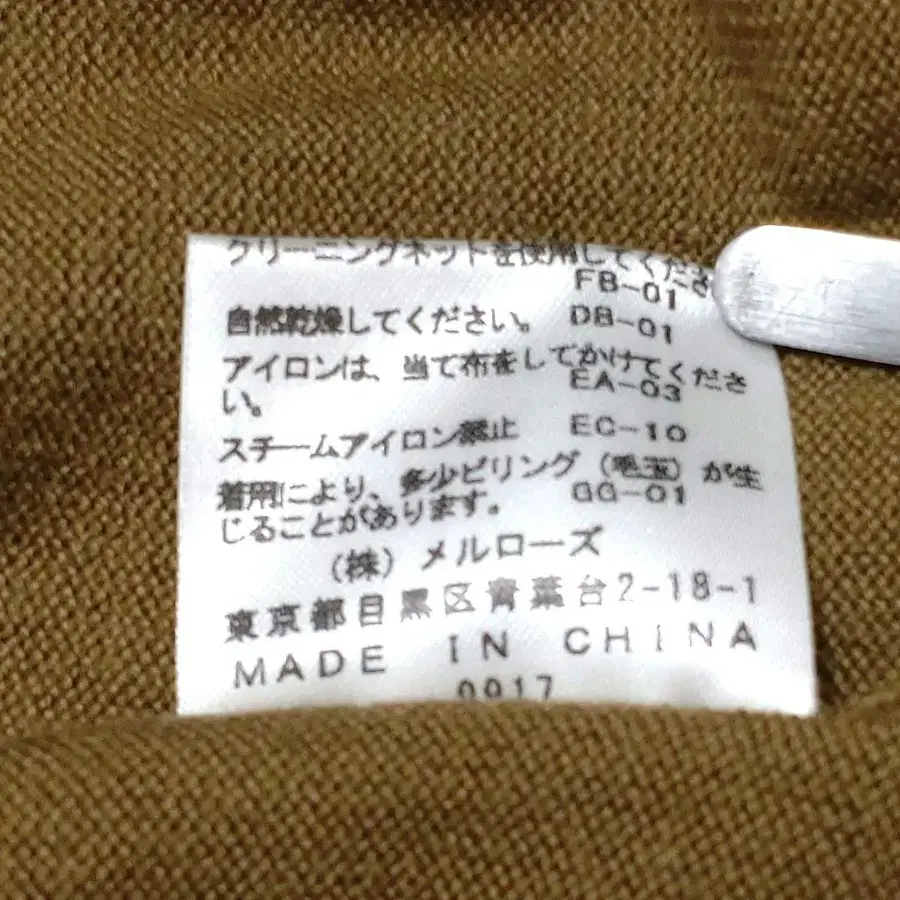 クリーニングネットを使用してくださ
FB-01
自然乾燥してください。 DB-01
アイロンは、当て布をしてかけてくださ
い。 EA-03
スチームアイロン禁止 EC-10
着用により、多少ピリング(毛玉)が生
じることがあります。 GG-01
(株)メルローズ
東京都目黒区青葉台2-18-1
MADE IN CHINA
0917